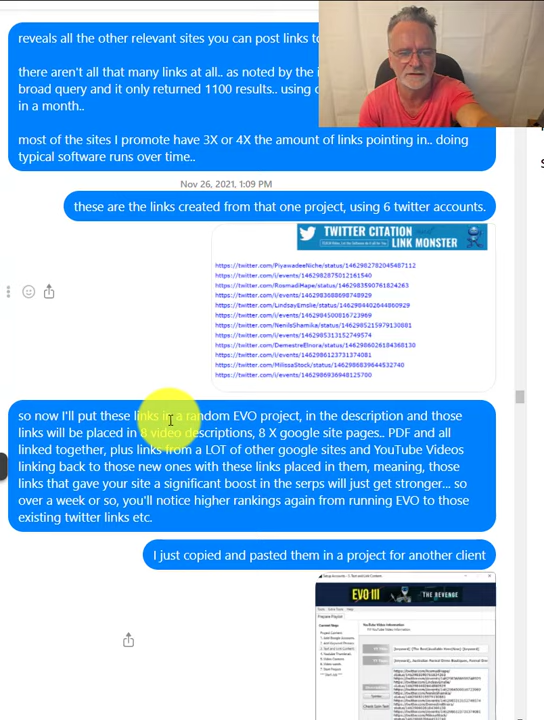 reveals all the other relevant sites you can post links to
there aren't all that many links at all.. as noted by the
broad query and it only returned 1100 results.. using
in a month..
most of the sites I promote have 3X or 4X the amount of links pointing in.. doing
typical software runs over time..
Nov 26, 2021, 1:09 PM
these are the links created from that one project, using 6 twitter accounts.
TWITTER CITATION
LINK MONSTER
https://twitter.com/PiyawadeeNiche/status/1462982782045487112
https://twitter.com/i/events/1462982875012161540
https://twitter.com/RosmadiHape/status/1462983590761824263
https://twitter.com/i/events/1462983688698748929
https://twitter.com/Lindsay&mslie/status/1462984402644860929
https://twitter.com/i/events/1462984500816723969
https://twitter.com/NenilsShamika/status/1462985215979130881
https://twitter.com/i/events/1462985313152749574
https://twitter.com/DemestreElnora/status/1462986026184368130
https://twitter.com/i/events/1462986123731374081
https://twitter.com/MilissaStock/status/1462986839644532740
https://twitter.com/i/events/1462986936948125700
so now I'll put these links in a random EVO project, in the description and those
links will be placed in 8 video descriptions, 8 X google site pages.. PDF and all
linked together, plus links from a LOT of other google sites and YouTube Videos
linking back to those new ones with these links placed in them, meaning, those
links that gave your site a significant boost in the serps will just get stronger... so
over a week or so, you'll notice higher rankings again from running EVO to those
existing twitter links etc.
I just copied and pasted them in a project for another client
EVO III
THE REVENGE